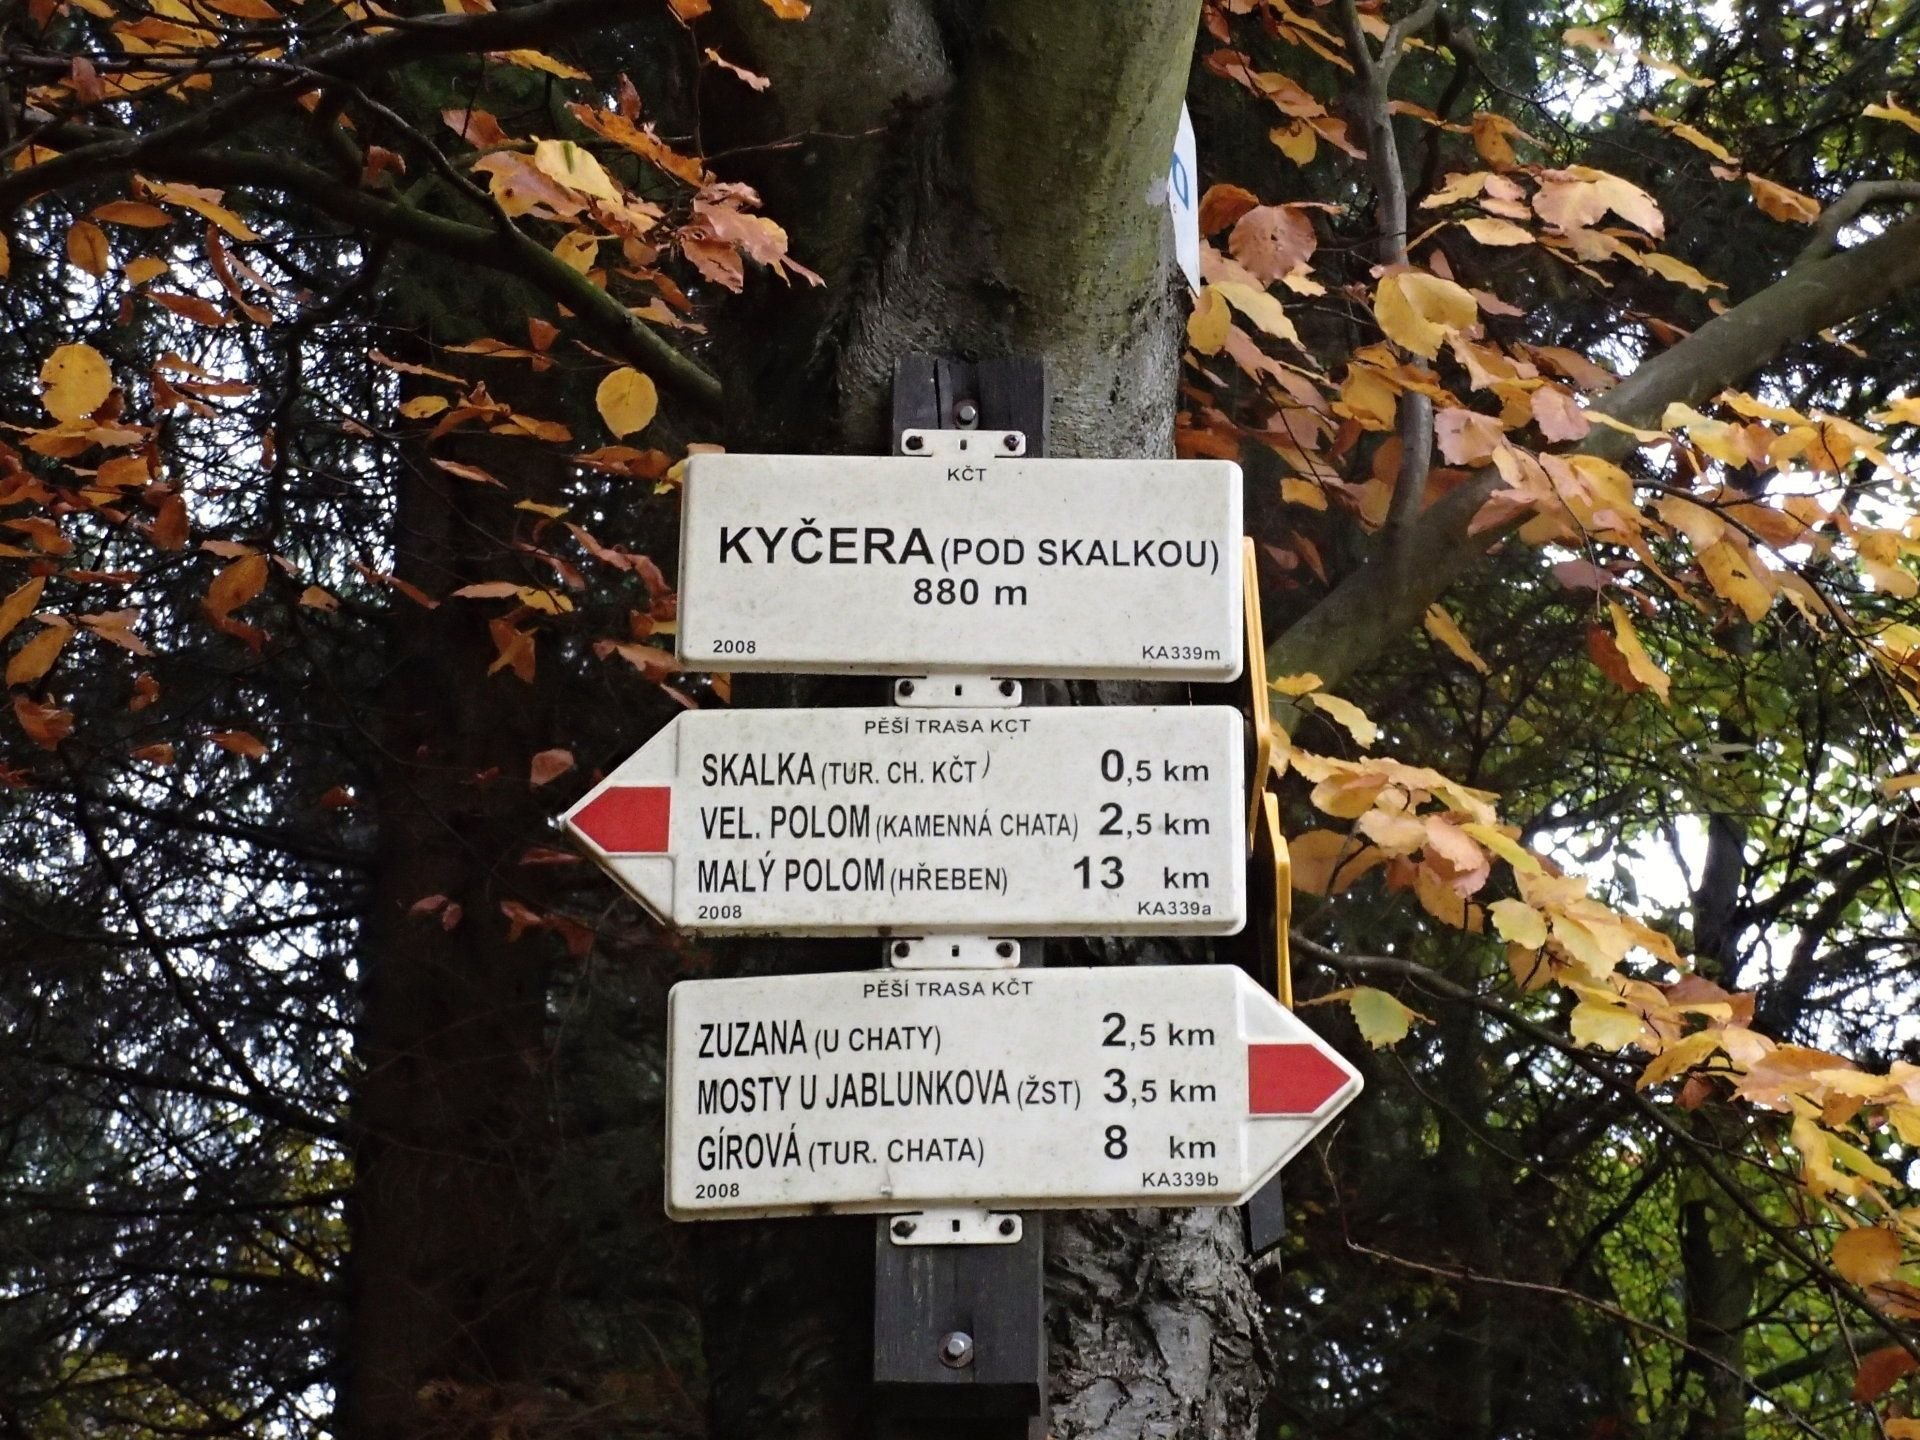 KČT
KYČERA (POD SKALKOU)
880 m
2008 KA339m
PĚŠÍ TRASA KČT
SKALKA (TUR. CH. KČT) 0,5 km
VEL. POLOM (KAMENNÁ CHATA) 2,5 km
MALÝ POLOM (HŘEBEN) 13 km
2008 KA339a
PĚŠÍ TRASA KČT
ZUZANA (U CHATY) 2,5 km
MOSTY U JABLUNKOVA (ŽST) 3,5 km
GÍROVÁ (TUR. CHATA) 8 km
2008 KA339b